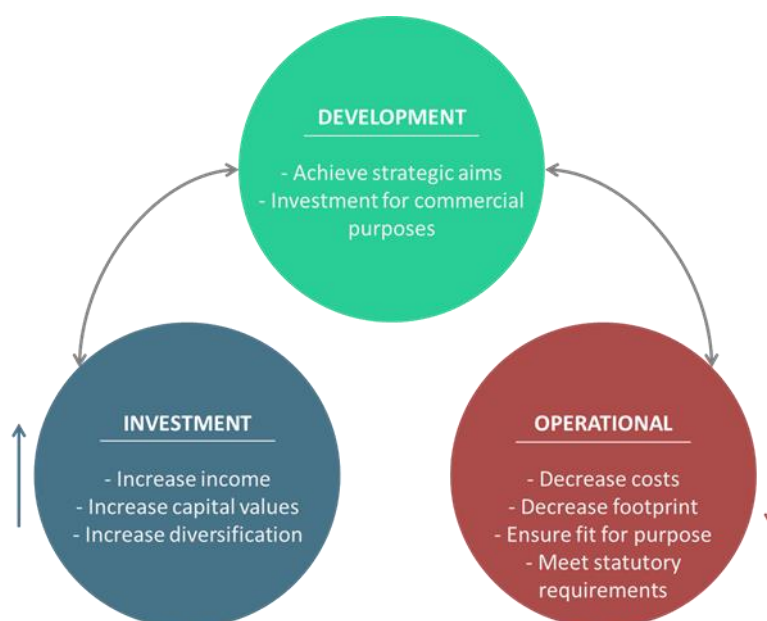 DEVELOPMENT
- Achieve strategic aims
- Investment for commercial
purposes
INVESTMENT
- Increase income
- Increase capital values
- Increase diversification
OPERATIONAL
- Decrease costs
- Decrease footprint
- Ensure fit for purpose
- Meet statutory
requirements